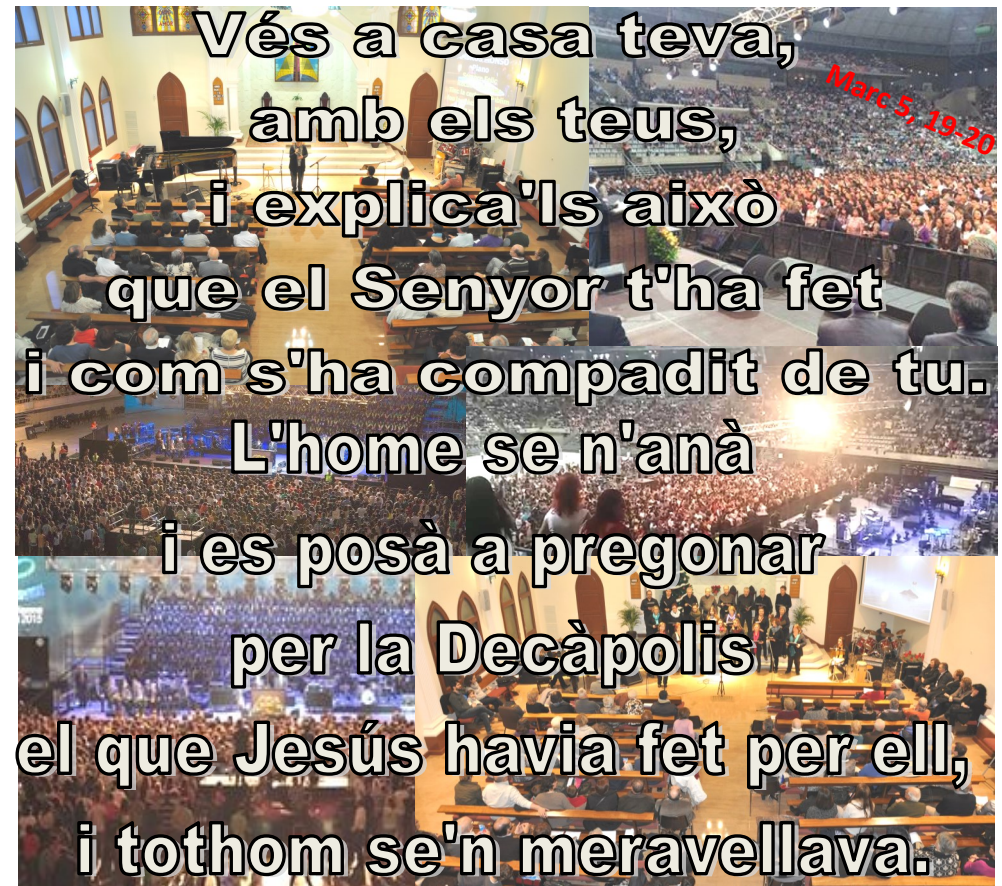 Vés a casa teva,
Marc 5, 19-20
amb els teus,
i explica'ls això
que el Senyor t'ha fet
i com s'ha compadit de tu.
L'home se n'anà
i es posà a pregonar
per la Decàpolis
el que Jesús havia fet per ell,
i tothom se'n meravellava.